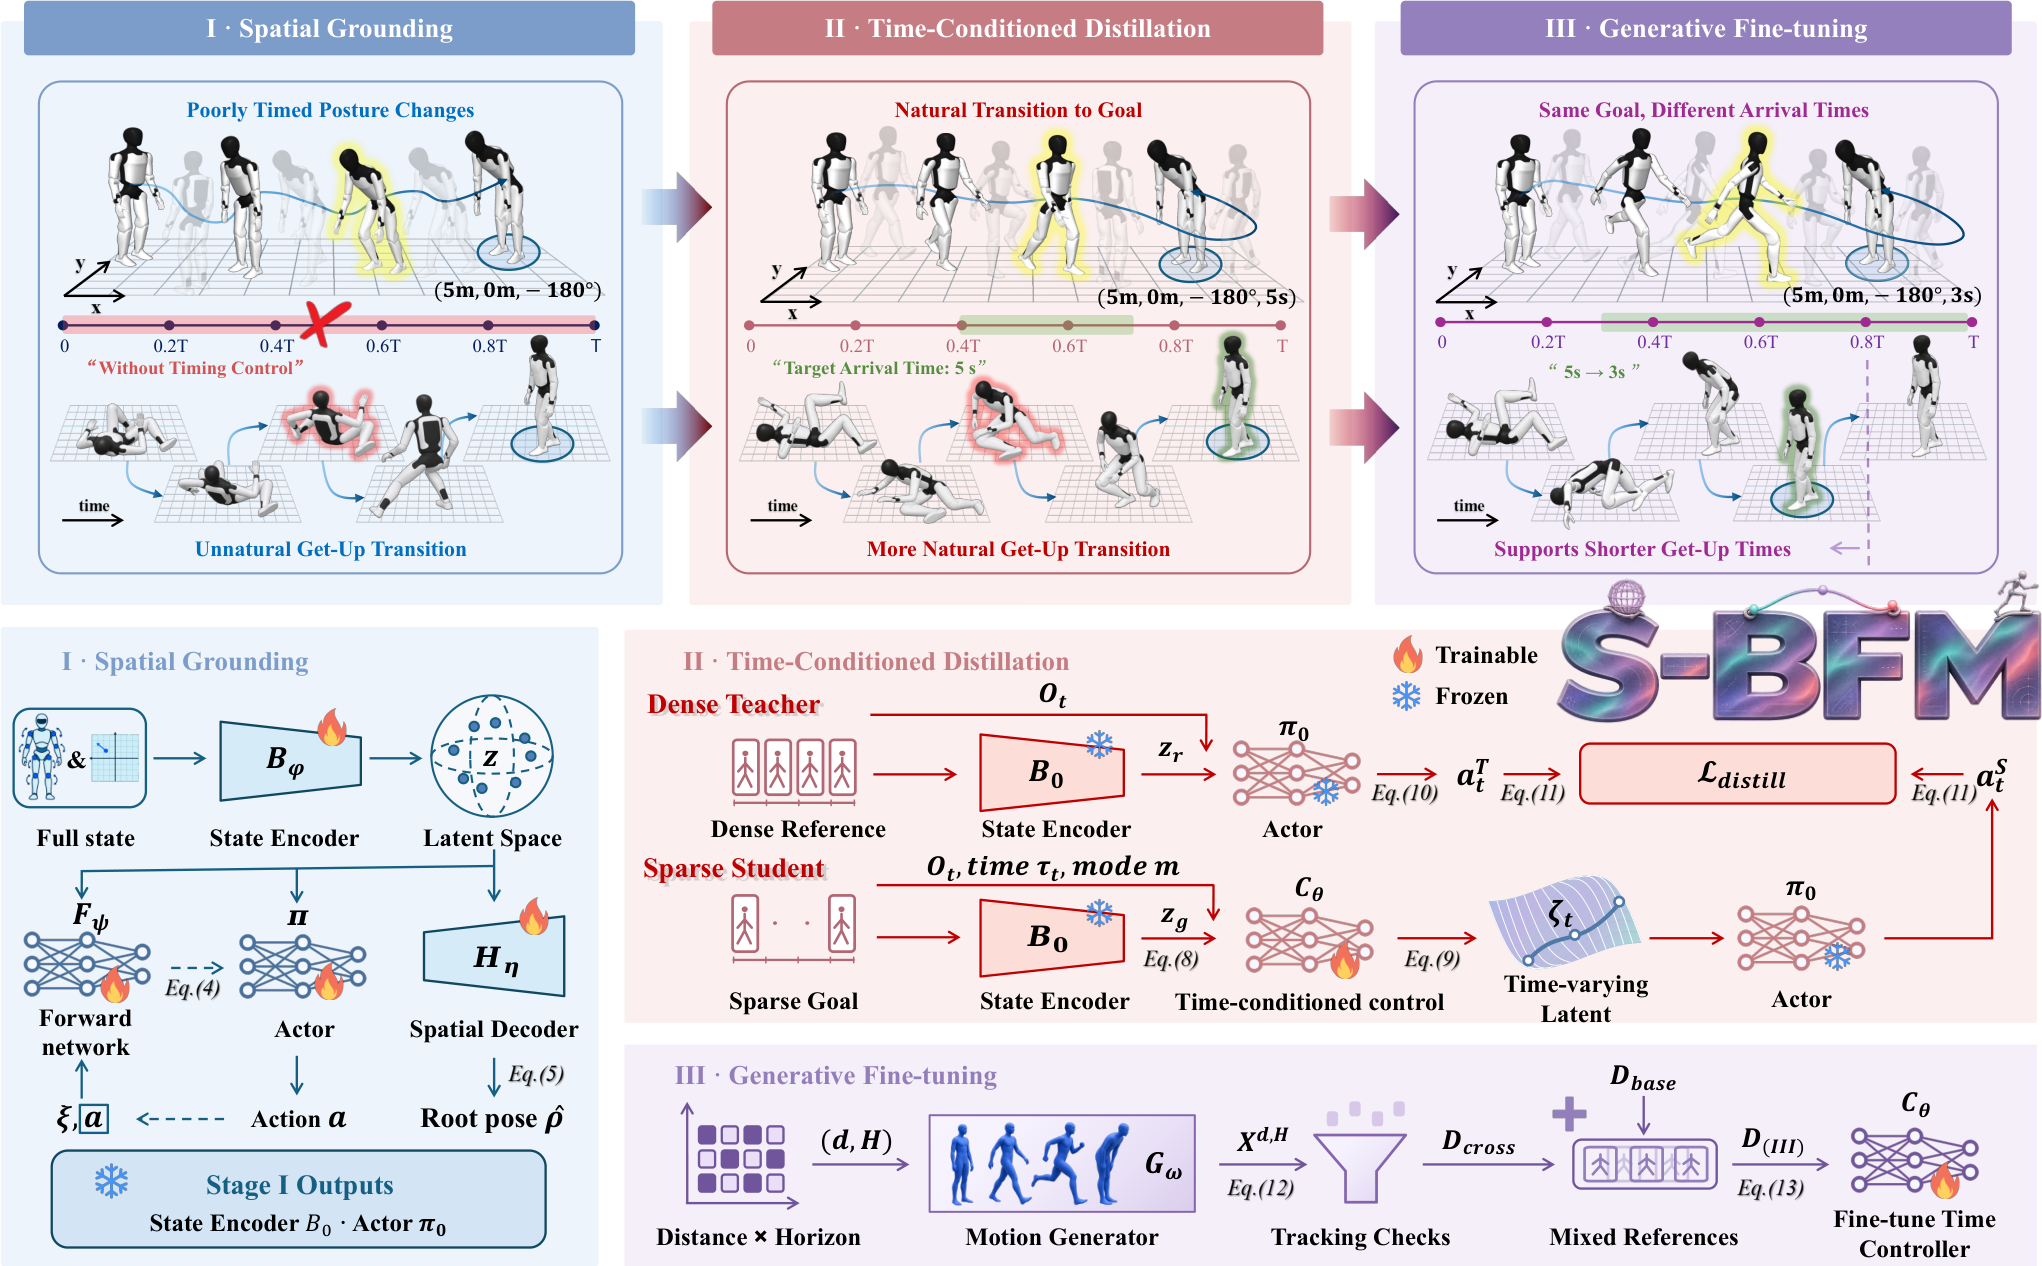 I · Spatial Grounding
Poorly Timed Posture Changes
y
x
(5m, 0m, − 180°)
0 0.2T 0.4T 0.6T 0.8T T
“Without Timing Control”
time
Unnatural Get-Up Transition
II · Time-Conditioned Distillation
Natural Transition to Goal
y
x
(5m, 0m, − 180°, 5s)
0 0.2T 0.4T 0.6T 0.8T T
“Target Arrival Time: 5 s”
time
More Natural Get-Up Transition
III · Generative Fine-tuning
Same Goal, Different Arrival Times
y
x
(5m, 0m, − 180°, 3s)
0 0.2T 0.4T 0.6T 0.8T T
“ 5s → 3s ”
time
Supports Shorter Get-Up Times
S-BFM
I · Spatial Grounding
&
B_φ
z
Full state
State Encoder
Latent Space
F_ψ
π
H_η
Eq.(4)
Forward
network
Actor
Spatial Decoder
Eq.(5)
ξ, a
Action a
Root pose ρ̂
Stage I Outputs
State Encoder B_0 · Actor π_0
II · Time-Conditioned Distillation
Trainable
Frozen
Dense Teacher
O_t
B_0
z_r
π_0
Eq.(10)
a_t^T
Eq.(11)
ℒ_distill
Eq.(11)
a_t^S
Dense Reference
State Encoder
Actor
Sparse Student
O_t, time τ_t, mode m
B_0
z_g
Eq.(8)
C_θ
Eq.(9)
ζ_t
π_0
Sparse Goal
State Encoder
Time-conditioned control
Time-varying
Latent
Actor
III · Generative Fine-tuning
(d, H)
G_ω
X^{d,H}
Eq.(12)
D_cross
D_base
D_(III)
Eq.(13)
C_θ
Distance × Horizon
Motion Generator
Tracking Checks
Mixed References
Fine-tune Time
Controller